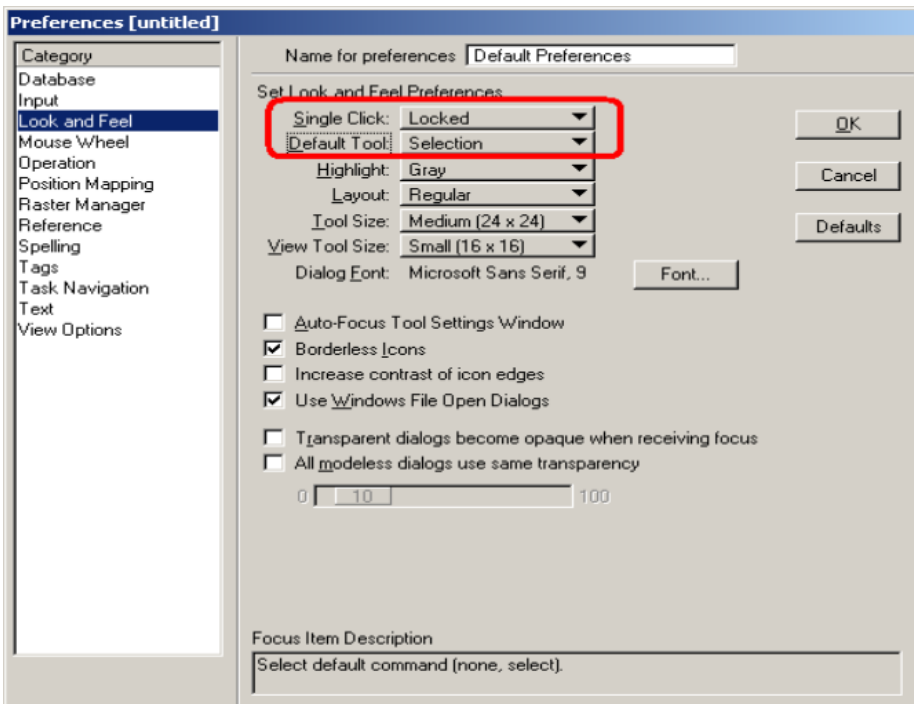 Preferences [untitled]
Category
Database
Input
Look and Feel
Mouse Wheel
Operation
Position Mapping
Raster Manager
Reference
Spelling
Tags
Task Navigation
Text
View Options
Name for preferences Default Preferences
Set Look and Feel Preferences
Single Click: Locked
Default Tool: Selection
Highlight: Gray
Layout: Regular
Tool Size: Medium (24 x 24)
View Tool Size: Small (16 x 16)
Dialog Font: Microsoft Sans Serif, 9 Font...
OK
Cancel
Defaults
Auto-Focus Tool Settings Window
Borderless Icons
Increase contrast of icon edges
Use Windows File Open Dialogs
Transparent dialogs become opaque when receiving focus
All modeless dialogs use same transparency
0 10 100
Focus Item Description
Select default command (none, select).